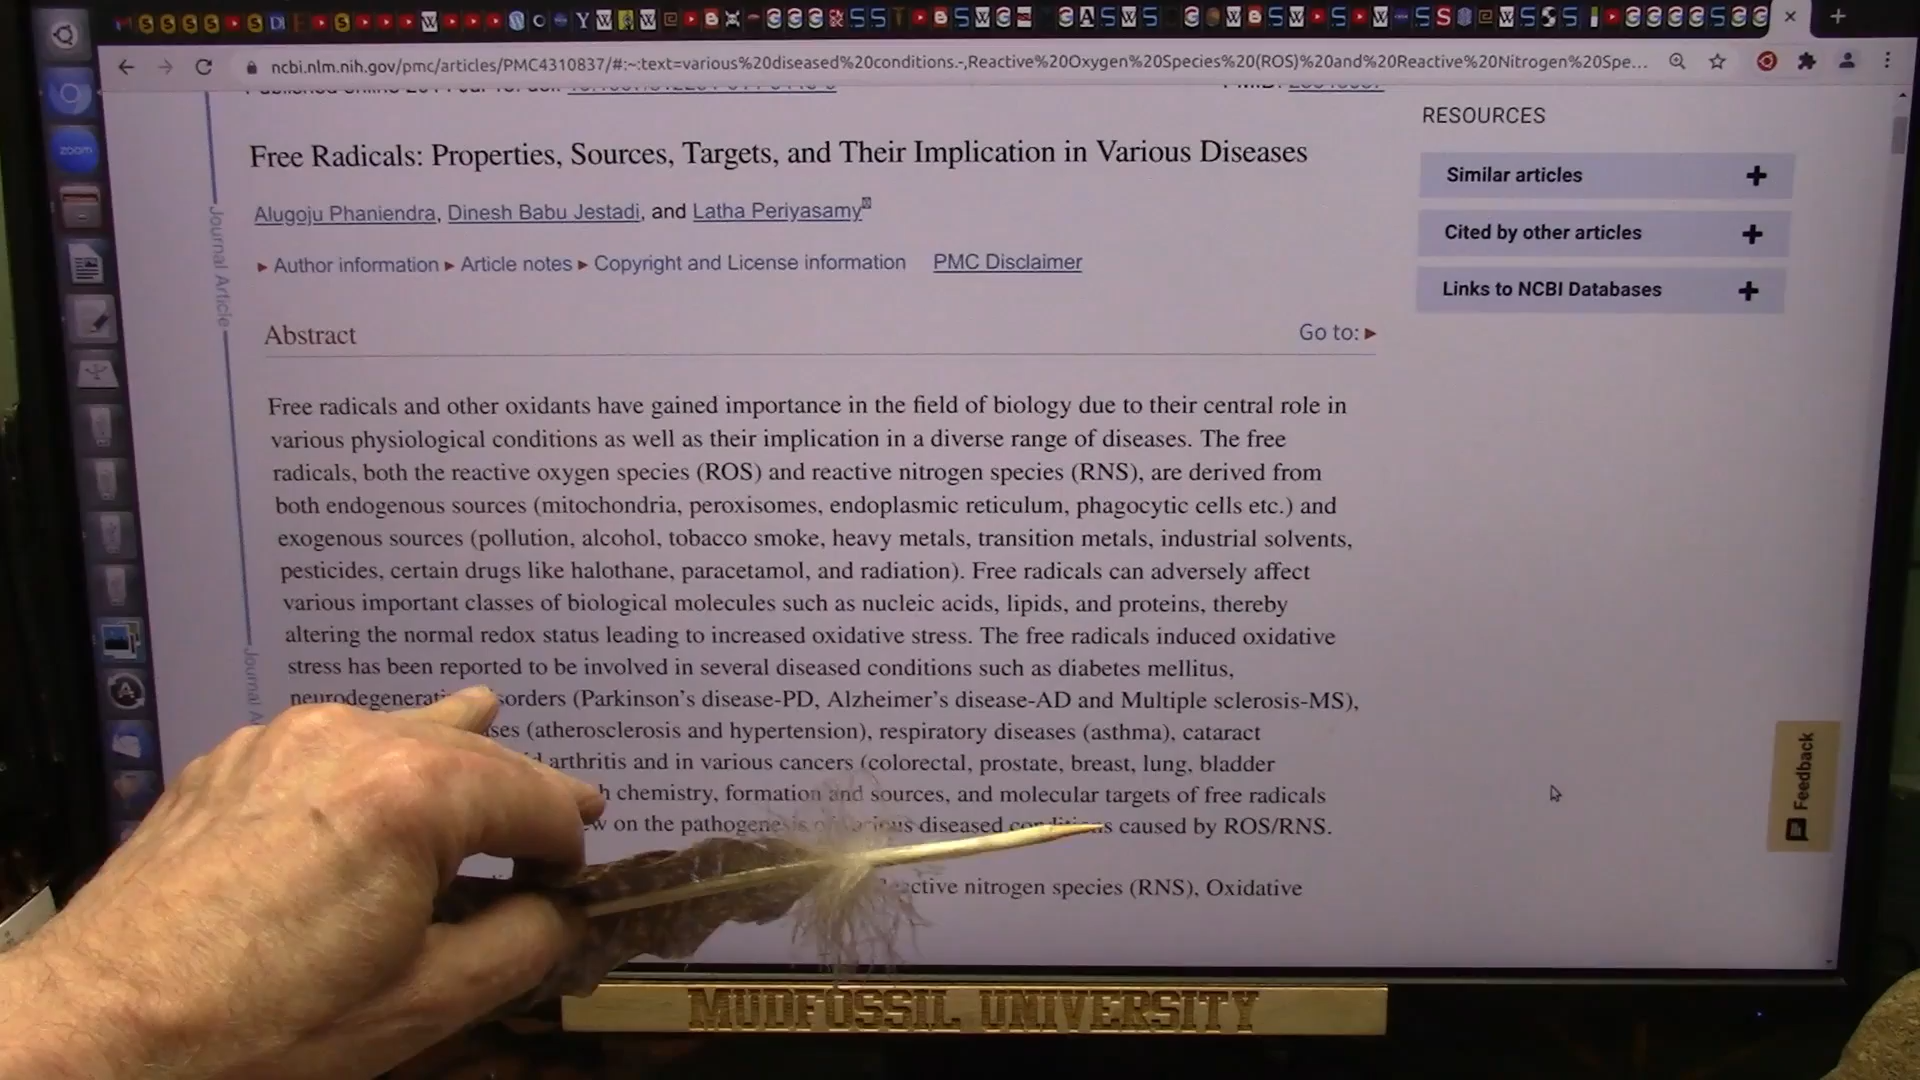 ncbi.nlm.nih.gov/pmc/articles/PMC4310837/#:~:text=various%20diseased%20conditions.-,Reactive%20Oxygen%20Species%20(ROS)%20and%20Reactive%20Nitrogen%20Spe...
Free Radicals: Properties, Sources, Targets, and Their Implication in Various Diseases
Alugoju Phaniendra, Dinesh Babu Jestadi, and Latha Periyasamy
▸ Author information ▸ Article notes ▸ Copyright and License information PMC Disclaimer
Abstract
Go to: ▸
Free radicals and other oxidants have gained importance in the field of biology due to their central role in
various physiological conditions as well as their implication in a diverse range of diseases. The free
radicals, both the reactive oxygen species (ROS) and reactive nitrogen species (RNS), are derived from
both endogenous sources (mitochondria, peroxisomes, endoplasmic reticulum, phagocytic cells etc.) and
exogenous sources (pollution, alcohol, tobacco smoke, heavy metals, transition metals, industrial solvents,
pesticides, certain drugs like halothane, paracetamol, and radiation). Free radicals can adversely affect
various important classes of biological molecules such as nucleic acids, lipids, and proteins, thereby
altering the normal redox status leading to increased oxidative stress. The free radicals induced oxidative
stress has been reported to be involved in several diseased conditions such as diabetes mellitus,
(Parkinson's disease-PD, Alzheimer's disease-AD and Multiple sclerosis-MS),
(atherosclerosis and hypertension), respiratory diseases (asthma), cataract
arthritis and in various cancers (colorectal, prostate, breast, lung, bladder
chemistry, formation and sources, and molecular targets of free radicals
on the pathogenesis of various diseased conditions caused by ROS/RNS.
nitrogen species (RNS), Oxidative
RESOURCES
Similar articles
Cited by other articles
Links to NCBI Databases
Feedback
Journal Article
zoom
MUDFOSSIL UNIVERSITY